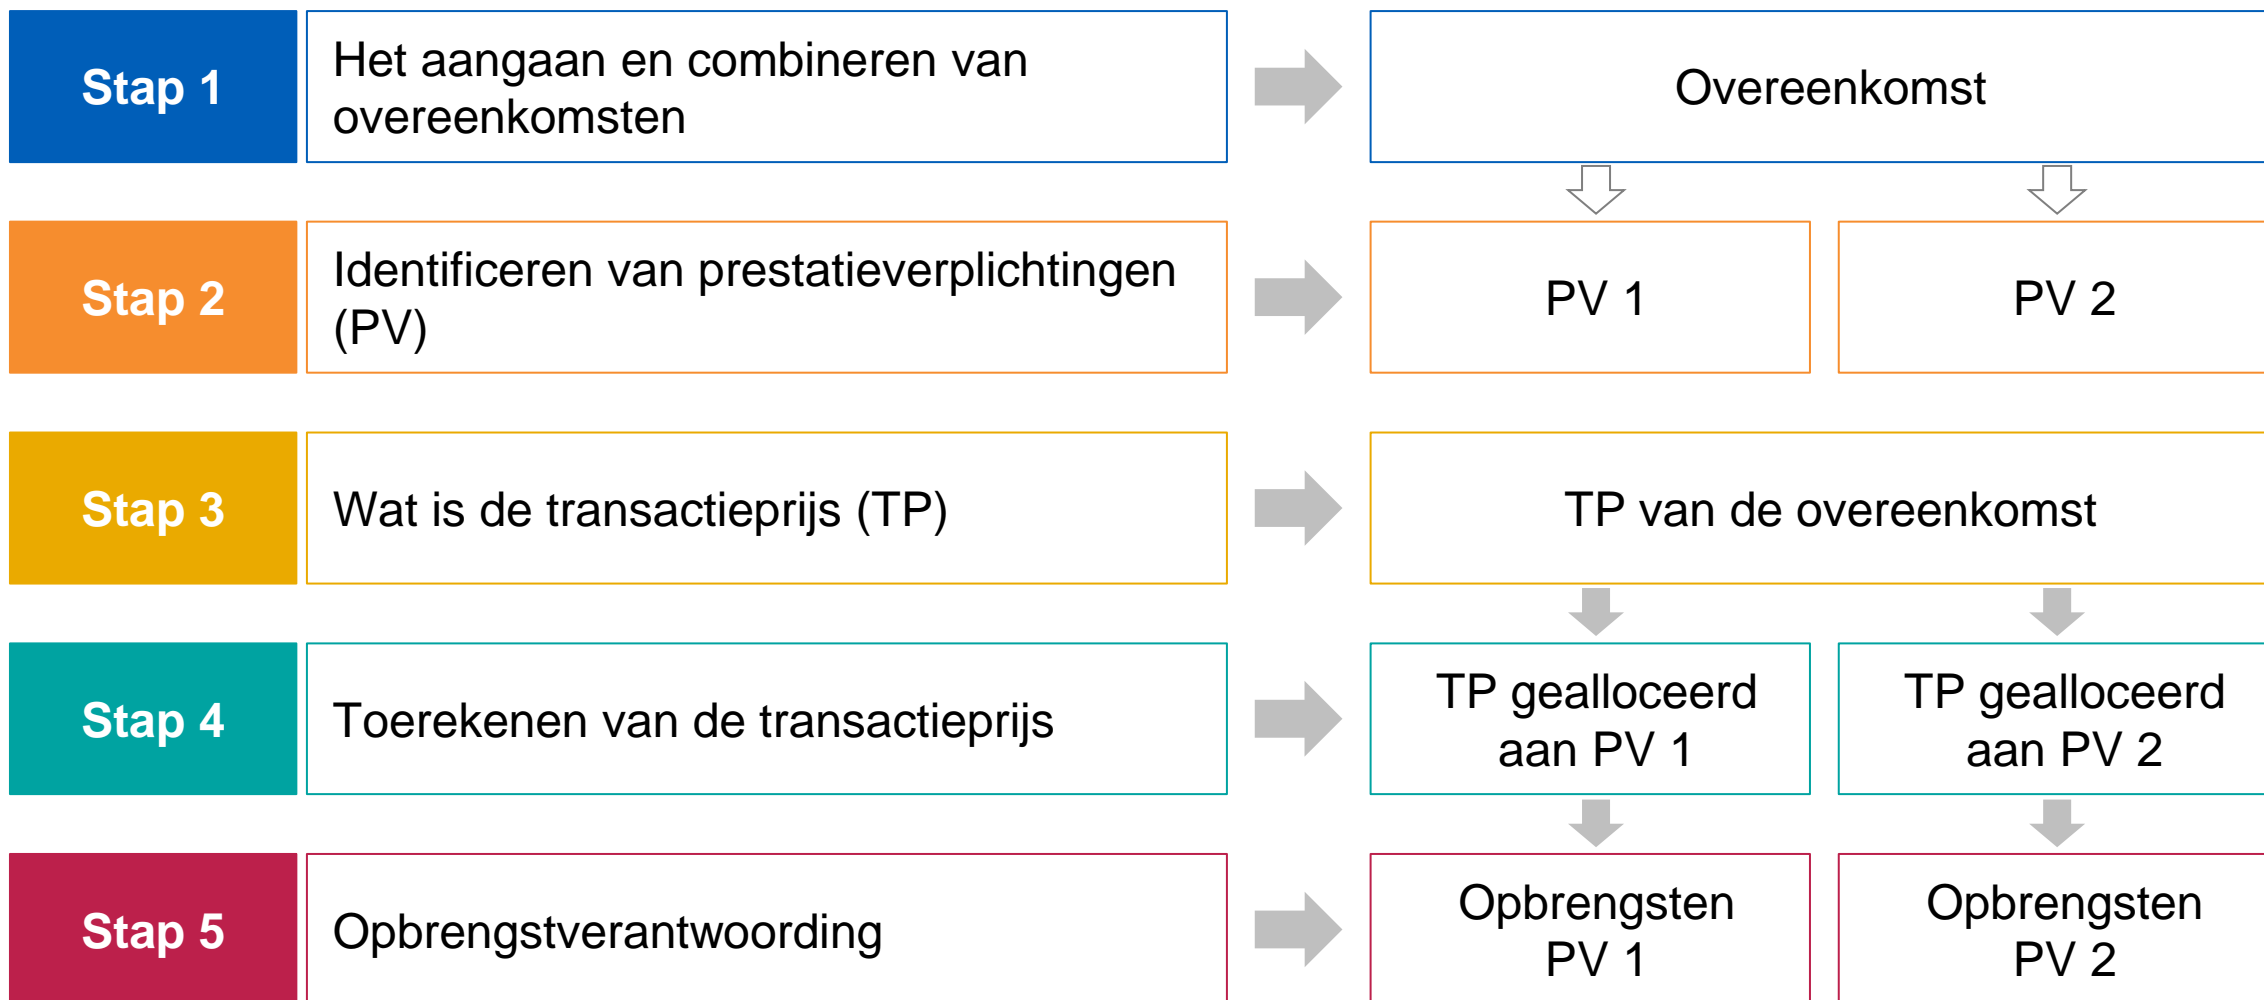 Stap 1
Het aangaan en combineren van
overeenkomsten
Overeenkomst
Stap 2
Identificeren van prestatieverplichtingen
(PV)
PV 1
PV 2
Stap 3
Wat is de transactieprijs (TP)
TP van de overeenkomst
Stap 4
Toerekenen van de transactieprijs
TP gealloceerd
aan PV 1
TP gealloceerd
aan PV 2
Stap 5
Opbrengstverantwoording
Opbrengsten
PV 1
Opbrengsten
PV 2